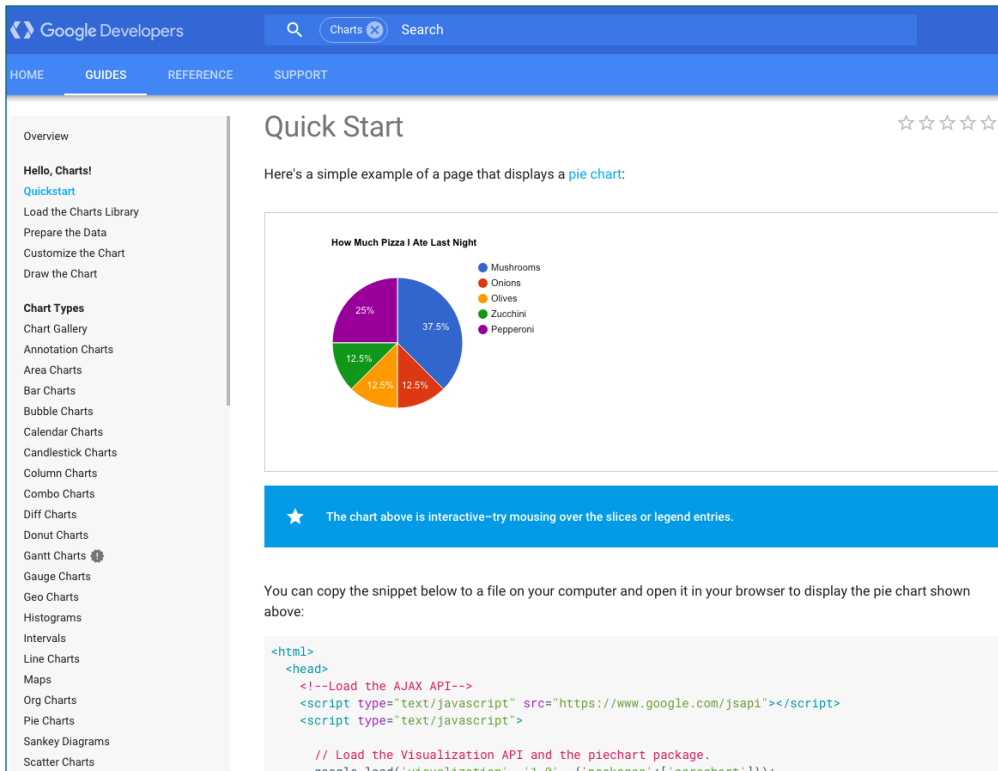 Google Developers
Charts
Search
HOME
GUIDES
REFERENCE
SUPPORT
Overview
Hello, Charts!
Quickstart
Load the Charts Library
Prepare the Data
Customize the Chart
Draw the Chart
Chart Types
Chart Gallery
Annotation Charts
Area Charts
Bar Charts
Bubble Charts
Calendar Charts
Candlestick Charts
Column Charts
Combo Charts
Diff Charts
Donut Charts
Gantt Charts
Gauge Charts
Geo Charts
Histograms
Intervals
Line Charts
Maps
Org Charts
Pie Charts
Sankey Diagrams
Scatter Charts
Quick Start
Here's a simple example of a page that displays a pie chart:
How Much Pizza I Ate Last Night
Mushrooms
Onions
Olives
Zucchini
Pepperoni
25%
37.5%
12.5%
12.5%
12.5%
The chart above is interactive–try mousing over the slices or legend entries.
You can copy the snippet below to a file on your computer and open it in your browser to display the pie chart shown
above:
<html>
<head>
<!--Load the AJAX API-->
<script type="text/javascript" src="https://www.google.com/jsapi"></script>
<script type="text/javascript">
// Load the Visualization API and the piechart package.